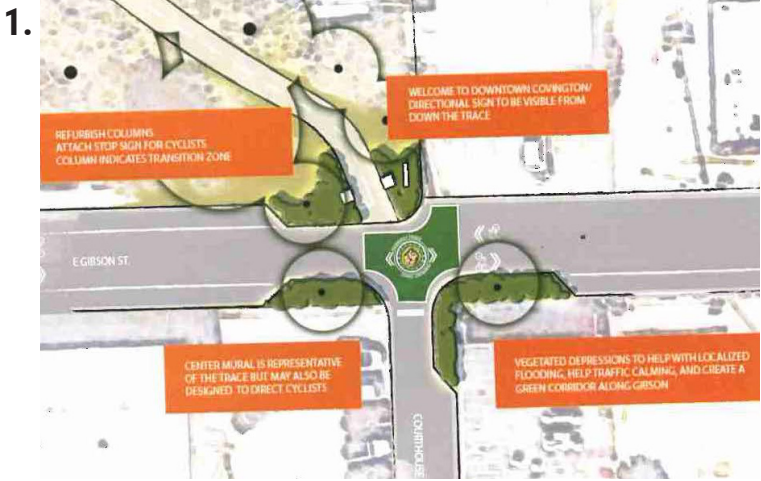 1.
WELCOME TO DOWNTOWN COVINGTON/
DIRECTIONAL SIGN TO BE VISIBLE FROM
DOWN THE TRACE
REFURBISH COLUMNS
ATTACH STOP SIGN FOR CYCLISTS
COLUMN INDICATES TRANSITION ZONE
E GIBSON ST.
CENTER MURAL IS REPRESENTATIVE
OF THE TRACE BUT MAY ALSO BE
DESIGNED TO DIRECT CYCLISTS
VEGETATED DEPRESSIONS TO HELP WITH LOCALIZED
FLOODING, HELP TRAFFIC CALMING, AND CREATE A
GREEN CORRIDOR ALONG GIBSON
COURTHOUSE